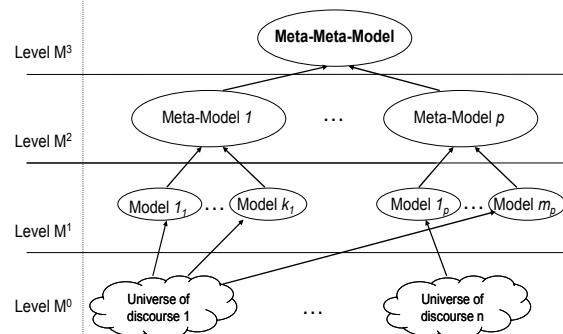 Meta-Meta-Model
Level M³
Meta-Model 1
...
Meta-Model p
Level M²
Model 1₁
...
Model k₁
Model 1ₚ
...
Model mₚ
Level M¹
Universe of
discourse 1
...
Universe of
discourse n
Level M⁰